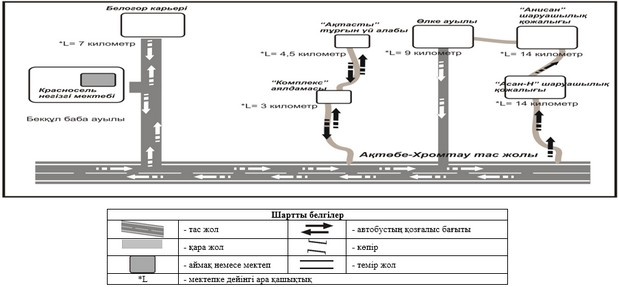 Белогор карьері
*L= 7 километр
Красносель
негізгі мектебі
Бекқұл баба ауылы
"Ақтасты"
тұрғын үй алабы
*L= 4,5 километр
"Комплекс"
аялдамасы
*L= 3 километр
Өлке ауылы
*L= 9 километр
"Анисан"
шаруашылық
қожалығы
*L= 14 километр
"Асан-Н" шаруашылық
қожалығы
*L= 14 километр
Ақтөбе-Хромтау тас жолы
Шартты белгілер
- тас жол
- автобустың қозғалыс бағыты
- қара жол
- көпір
- аймақ немесе мектеп
- темір жол
*L
- мектепке дейінгі ара қашықтық